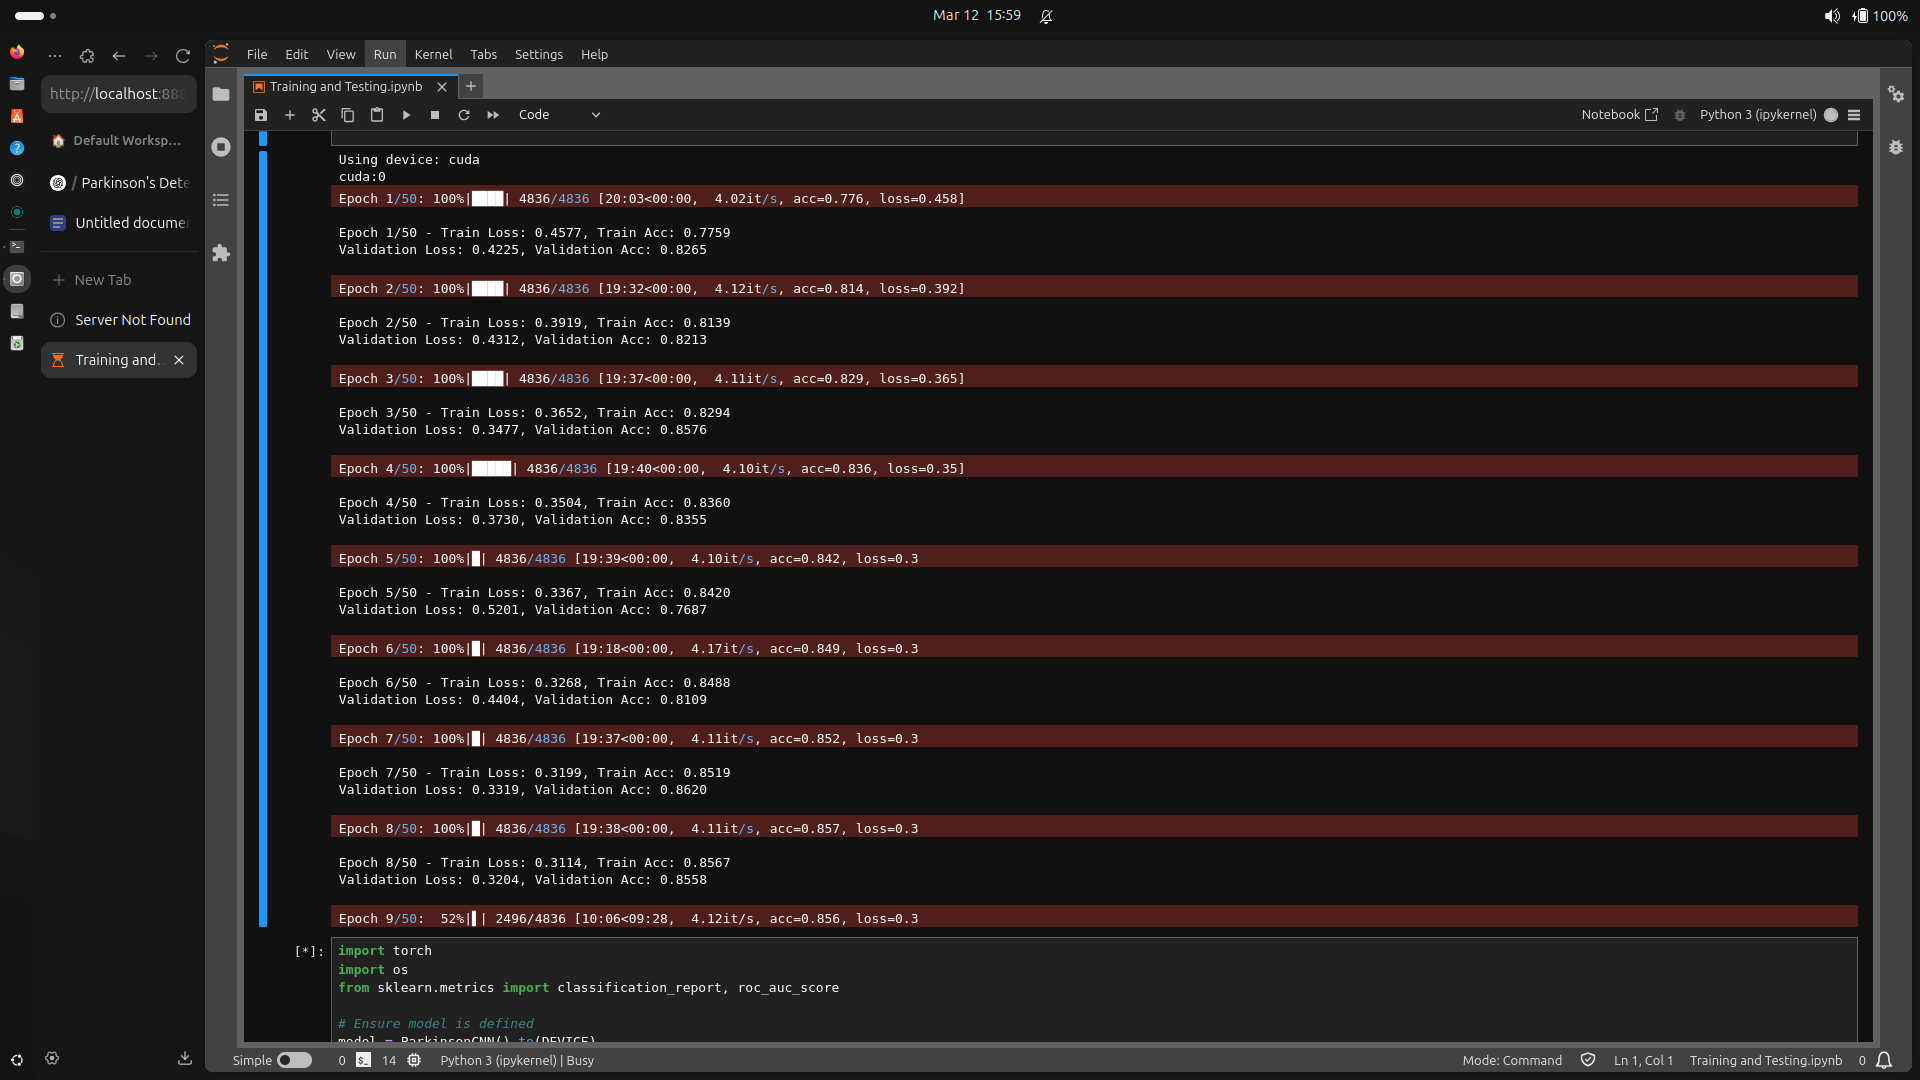 Mar 12 15:59
100%
http://localhost:888
Default Worksp...
/ Parkinson's Dete
Untitled documen
New Tab
Server Not Found
Training and
File Edit View Run Kernel Tabs Settings Help
Training and Testing.ipynb
Code
Notebook
Python 3 (ipykernel)
Using device: cuda
cuda:0
Epoch 1/50: 100%|████| 4836/4836 [20:03<00:00,  4.02it/s, acc=0.776, loss=0.458]
Epoch 1/50 - Train Loss: 0.4577, Train Acc: 0.7759
Validation Loss: 0.4225, Validation Acc: 0.8265
Epoch 2/50: 100%|████| 4836/4836 [19:32<00:00,  4.12it/s, acc=0.814, loss=0.392]
Epoch 2/50 - Train Loss: 0.3919, Train Acc: 0.8139
Validation Loss: 0.4312, Validation Acc: 0.8213
Epoch 3/50: 100%|████| 4836/4836 [19:37<00:00,  4.11it/s, acc=0.829, loss=0.365]
Epoch 3/50 - Train Loss: 0.3652, Train Acc: 0.8294
Validation Loss: 0.3477, Validation Acc: 0.8576
Epoch 4/50: 100%|█████| 4836/4836 [19:40<00:00,  4.10it/s, acc=0.836, loss=0.35]
Epoch 4/50 - Train Loss: 0.3504, Train Acc: 0.8360
Validation Loss: 0.3730, Validation Acc: 0.8355
Epoch 5/50: 100%|█| 4836/4836 [19:39<00:00,  4.10it/s, acc=0.842, loss=0.3
Epoch 5/50 - Train Loss: 0.3367, Train Acc: 0.8420
Validation Loss: 0.5201, Validation Acc: 0.7687
Epoch 6/50: 100%|█| 4836/4836 [19:18<00:00,  4.17it/s, acc=0.849, loss=0.3
Epoch 6/50 - Train Loss: 0.3268, Train Acc: 0.8488
Validation Loss: 0.4404, Validation Acc: 0.8109
Epoch 7/50: 100%|█| 4836/4836 [19:37<00:00,  4.11it/s, acc=0.852, loss=0.3
Epoch 7/50 - Train Loss: 0.3199, Train Acc: 0.8519
Validation Loss: 0.3319, Validation Acc: 0.8620
Epoch 8/50: 100%|█| 4836/4836 [19:38<00:00,  4.11it/s, acc=0.857, loss=0.3
Epoch 8/50 - Train Loss: 0.3114, Train Acc: 0.8567
Validation Loss: 0.3204, Validation Acc: 0.8558
Epoch 9/50:  52%|▌| 2496/4836 [10:06<09:28,  4.12it/s, acc=0.856, loss=0.3
[*]:
import torch
import os
from sklearn.metrics import classification_report, roc_auc_score
# Ensure model is defined
model = ParkinsonCNN().to(DEVICE)
Simple 0 14 Python 3 (ipykernel) | Busy
Mode: Command Ln 1, Col 1 Training and Testing.ipynb 0